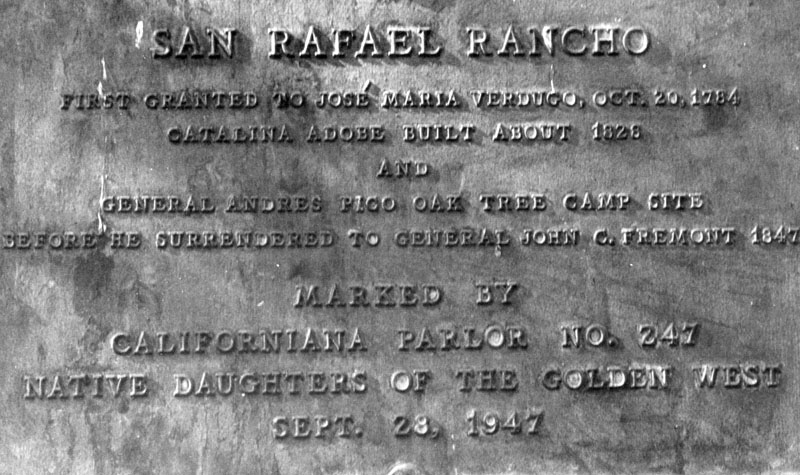 SAN RAFAEL RANCHO
FIRST GRANTED TO JOSE MARIA VERDUGO, OCT. 20, 1784
CATALINA ADOBE BUILT ABOUT 1828
AND
GENERAL ANDRES PICO OAK TREE CAMP SITE
BEFORE HE SURRENDERED TO GENERAL JOHN C. FREMONT 1847
MARKED BY
CALIFORNIANA PARLOR NO. 247
NATIVE DAUGHTERS OF THE GOLDEN WEST
SEPT. 28, 1947